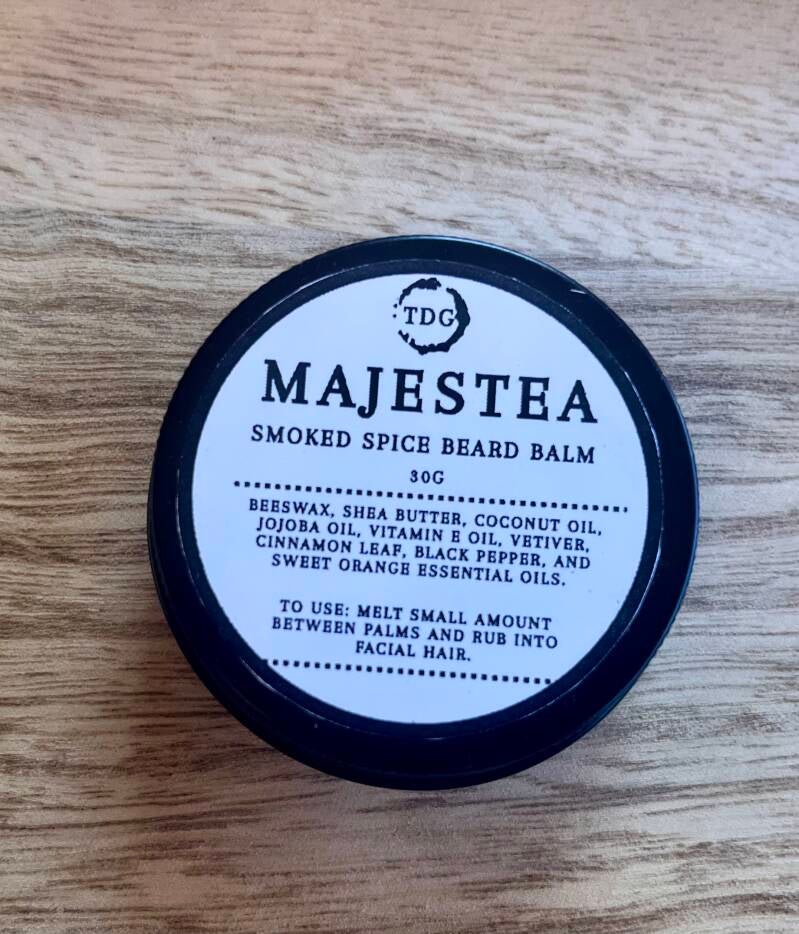 TDG
MAJESTEA
SMOKED SPICE BEARD BALM
30G
BEESWAX, SHEA BUTTER, COCONUT OIL,
JOJOBA OIL, VITAMIN E OIL, VETIVER,
CINNAMON LEAF, BLACK PEPPER, AND
SWEET ORANGE ESSENTIAL OILS.
TO USE: MELT SMALL AMOUNT
BETWEEN PALMS AND RUB INTO
FACIAL HAIR.